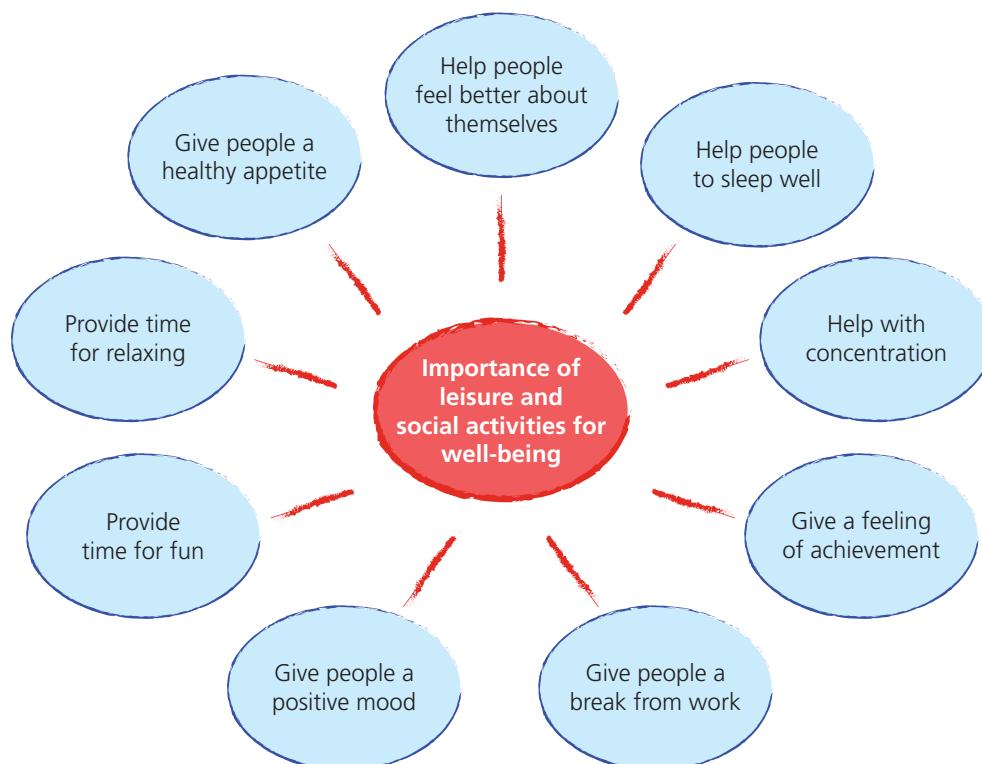 Help people
feel better about
themselves
Give people a
healthy appetite
Help people
to sleep well
Provide time
for relaxing
Help with
concentration
Importance of
leisure and
social activities for
well-being
Provide
time for fun
Give a feeling
of achievement
Give people a
positive mood
Give people a
break from work